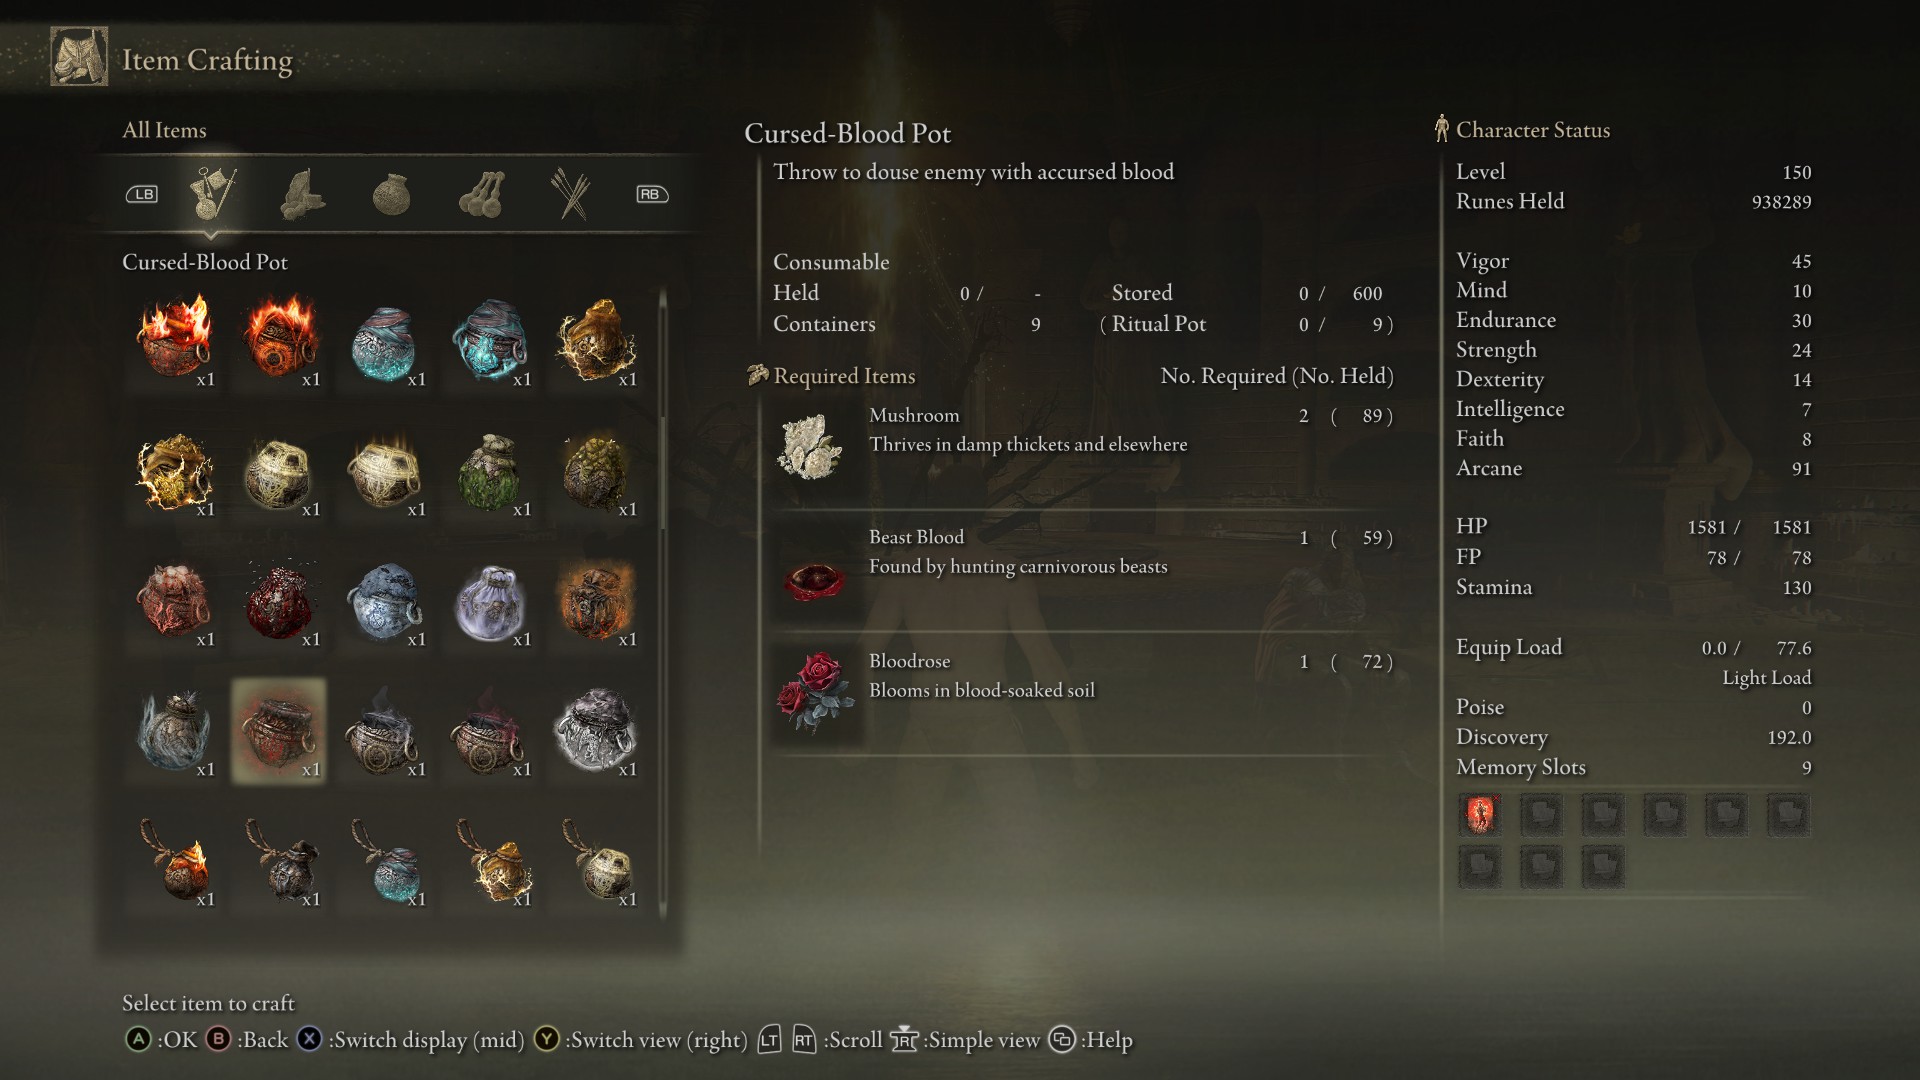 Item Crafting
All Items
LB
RB
Cursed-Blood Pot
x1 x1 x1 x1 x1
x1 x1 x1 x1 x1
x1 x1 x1 x1 x1
x1 x1 x1 x1 x1
x1 x1 x1 x1 x1
Cursed-Blood Pot
Throw to douse enemy with accursed blood
Consumable
Held 0 / - Stored 0 / 600
Containers 9 ( Ritual Pot 0 / 9 )
Required Items No. Required (No. Held)
Mushroom 2 ( 89 )
Thrives in damp thickets and elsewhere
Beast Blood 1 ( 59 )
Found by hunting carnivorous beasts
Bloodrose 1 ( 72 )
Blooms in blood-soaked soil
Character Status
Level 150
Runes Held 938289
Vigor 45
Mind 10
Endurance 30
Strength 24
Dexterity 14
Intelligence 7
Faith 8
Arcane 91
HP 1581 / 1581
FP 78 / 78
Stamina 130
Equip Load 0.0 / 77.6
Light Load
Poise 0
Discovery 192.0
Memory Slots 9
Select item to craft
A :OK B :Back X :Switch display (mid) Y :Switch view (right) LT RT :Scroll R :Simple view :Help